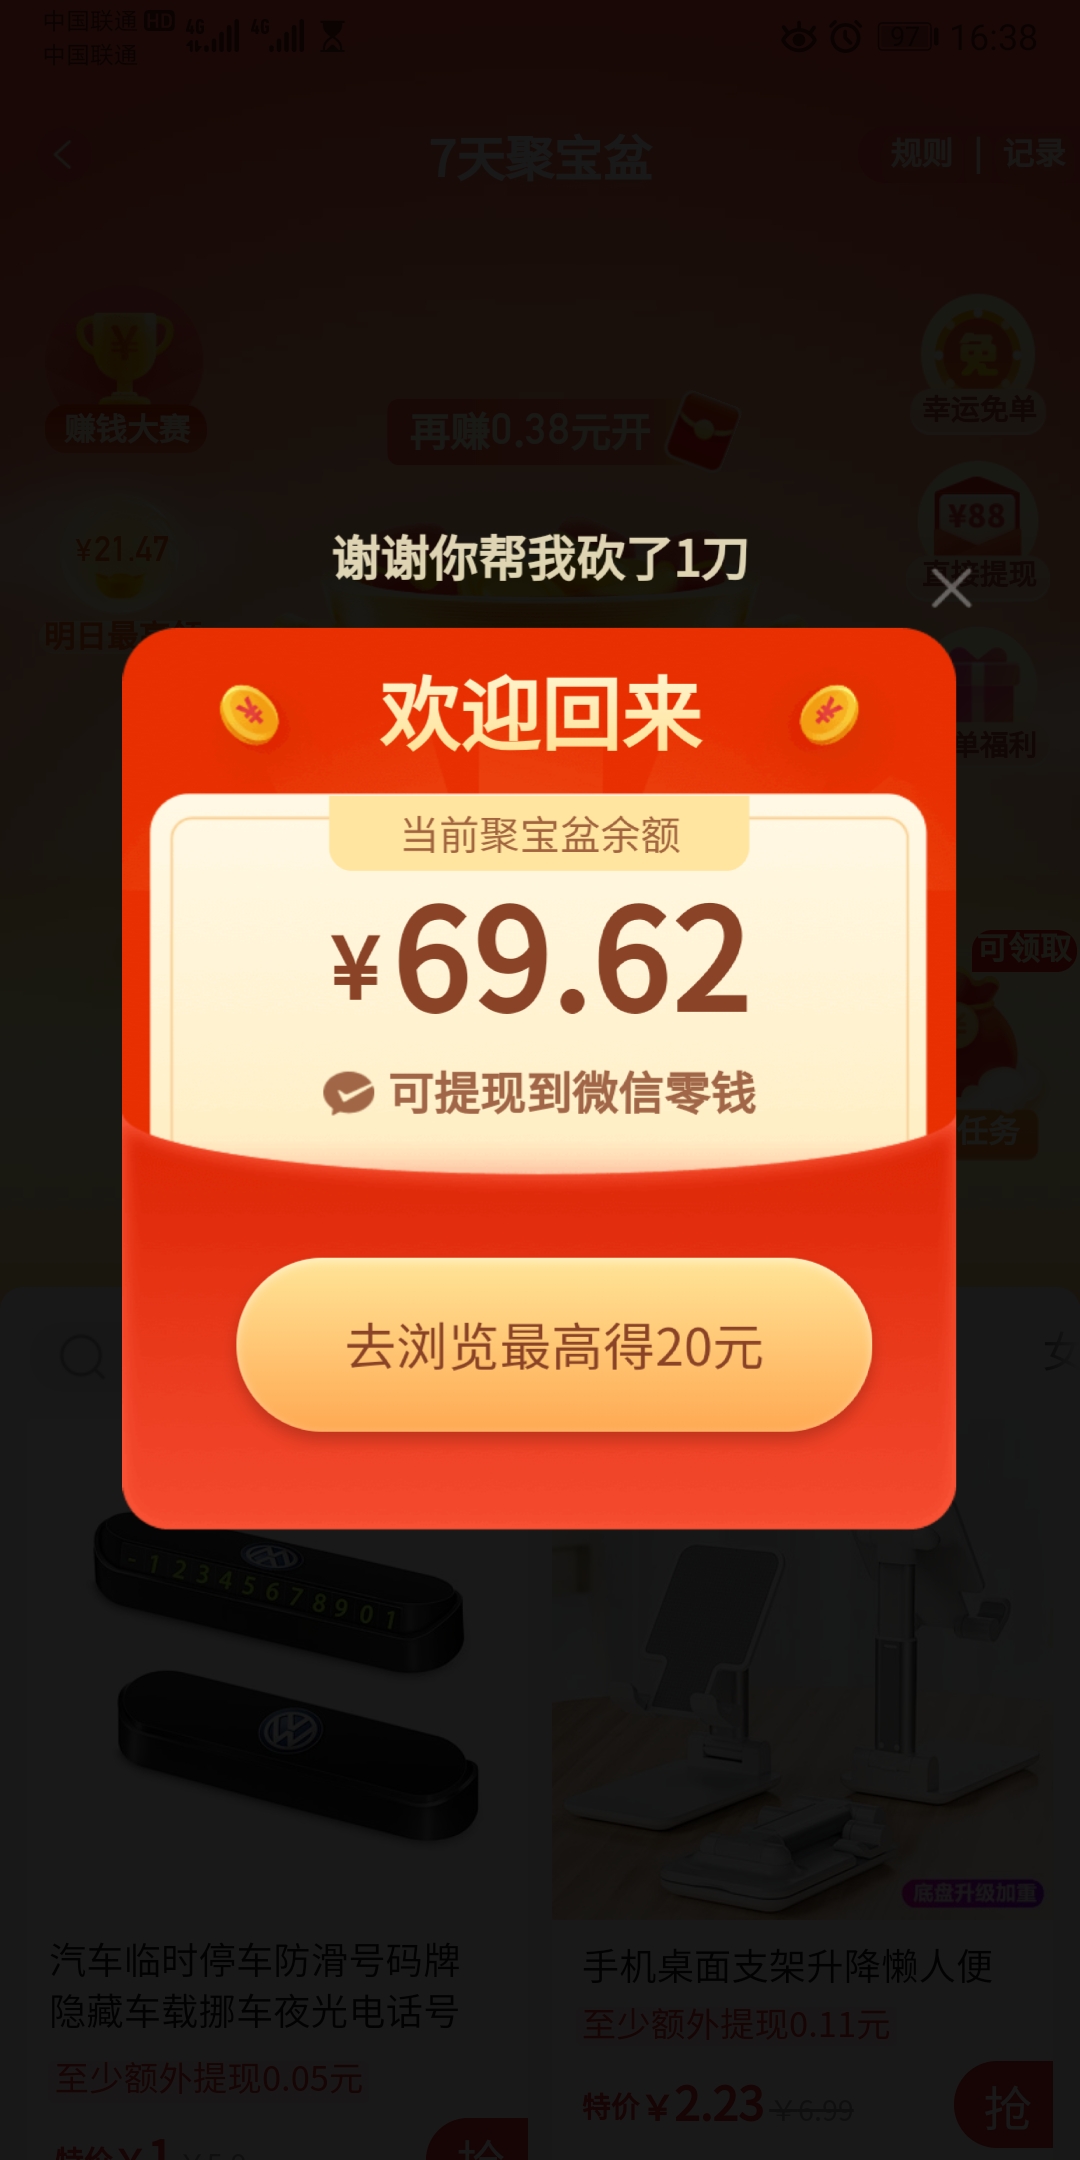 中国联通 HD 4G 4G
中国联通
97 16:38
7天聚宝盆
规则 | 记录
赚钱大赛
免
幸运免单
再赚0.38元开
¥21.47
¥88
直接提现
谢谢你帮我砍了1刀
明日最高领
欢迎回来
单福利
当前聚宝盆余额
¥69.62
可领取
可提现到微信零钱
任务
去浏览最高得20元
女
-12345678901
底盘升级加重
汽车临时停车防滑号码牌
隐藏车载挪车夜光电话号
至少额外提现0.05元
特价¥1
抢
手机桌面支架升降懒人便
至少额外提现0.11元
特价¥2.23 ¥6.99
抢